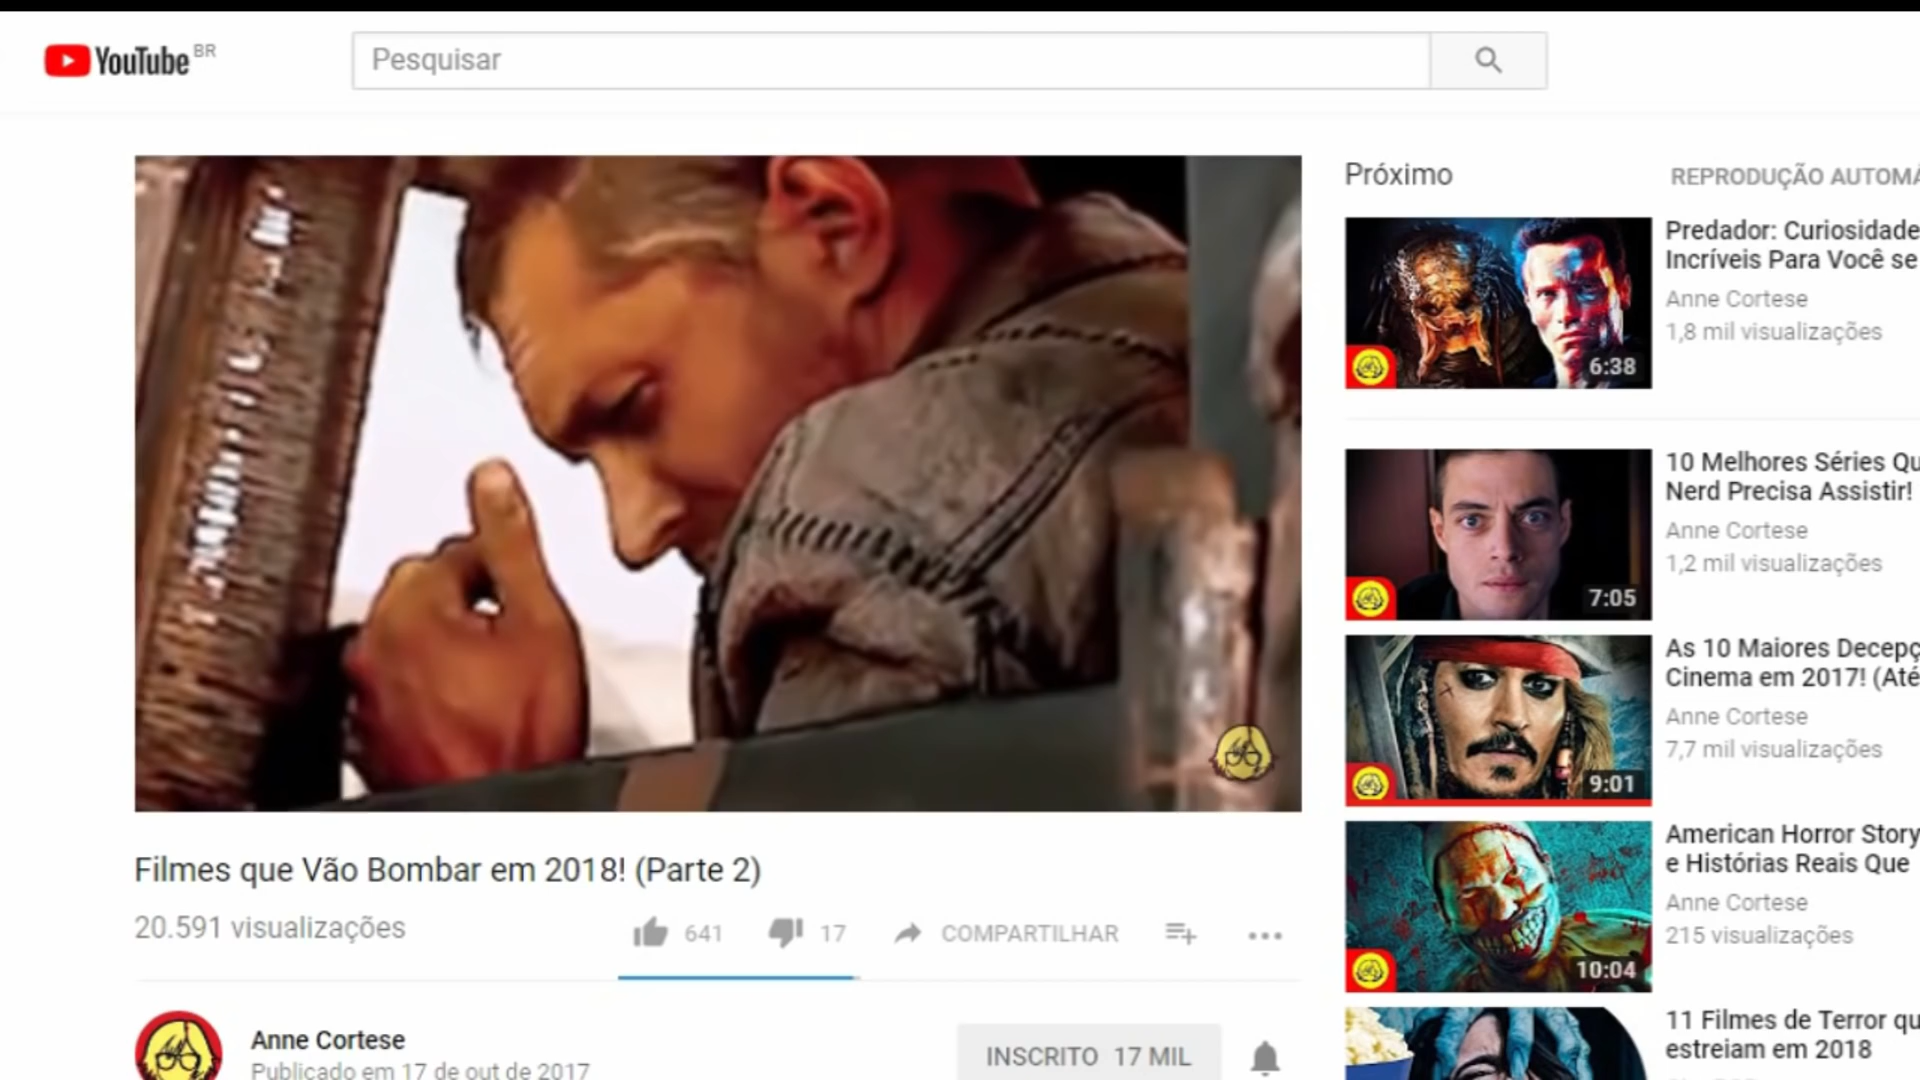 YouTube BR
Pesquisar
Próximo
REPRODUÇÃO AUTOMÁ
Predador: Curiosidade
Incríveis Para Você se
Anne Cortese
1,8 mil visualizações
6:38
10 Melhores Séries Qu
Nerd Precisa Assistir!
Anne Cortese
1,2 mil visualizações
7:05
As 10 Maiores Decepç
Cinema em 2017! (Até
Anne Cortese
7,7 mil visualizações
9:01
American Horror Story
e Histórias Reais Que
Anne Cortese
215 visualizações
10:04
11 Filmes de Terror qu
estreiam em 2018
Filmes que Vão Bombar em 2018! (Parte 2)
20.591 visualizações
641
17
COMPARTILHAR
Anne Cortese
Publicado em 17 de out de 2017
INSCRITO 17 MIL